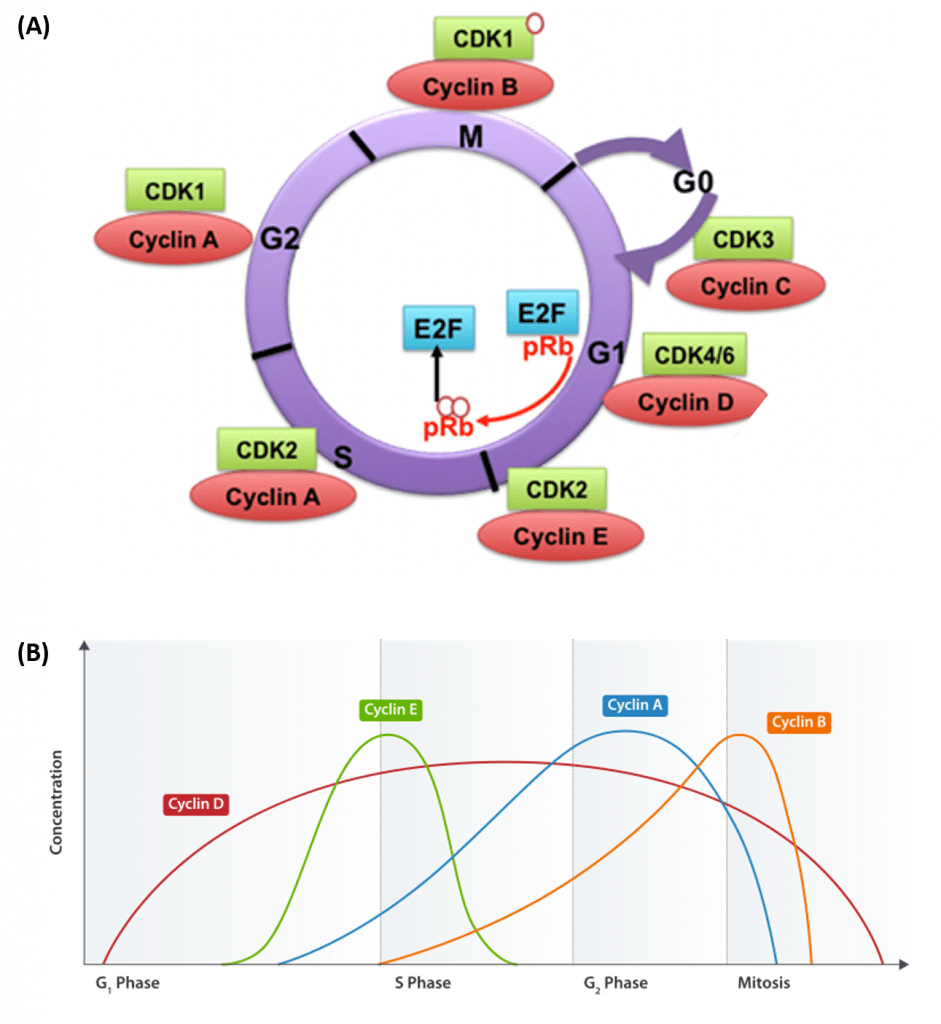 (A)
CDK1
Cyclin B
M
G0
CDK1
Cyclin A
G2
CDK3
Cyclin C
E2F
E2F
pRb
G1
CDK4/6
Cyclin D
pRb
CDK2
Cyclin A
S
CDK2
Cyclin E
(B)
Concentration
Cyclin D
Cyclin E
Cyclin A
Cyclin B
G1 Phase
S Phase
G2 Phase
Mitosis